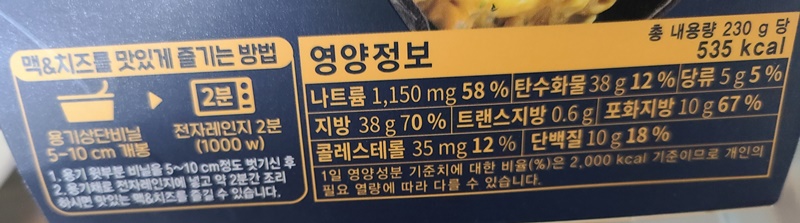 맥&치즈를 맛있게 즐기는 방법
용기상단비닐
5~10 cm 개봉
2분
전자레인지 2분
(1000 w)
1. 용기 윗부분 비닐을 5~10 cm정도 벗기신 후
2. 용기째로 전자레인지에 넣고 약 2분간 조리
하시면 맛있는 맥&치즈를 즐길 수 있습니다.
영양정보
총 내용량 230 g 당
535 kcal
나트륨 1,150 mg 58 % 탄수화물 38 g 12 % 당류 5 g 5 %
지방 38 g 70 % 트랜스지방 0.6 g 포화지방 10 g 67 %
콜레스테롤 35 mg 12 % 단백질 10 g 18 %
1일 영양성분 기준치에 대한 비율(%)은 2,000 kcal 기준이므로 개인의
필요 열량에 따라 다를 수 있습니다.